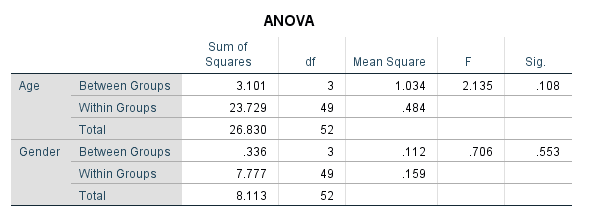 ANOVA
Sum of Squares df Mean Square F Sig.
Age Between Groups 3.101 3 1.034 2.135 .108
Within Groups 23.729 49 .484
Total 26.830 52
Gender Between Groups .336 3 .112 .706 .553
Within Groups 7.777 49 .159
Total 8.113 52